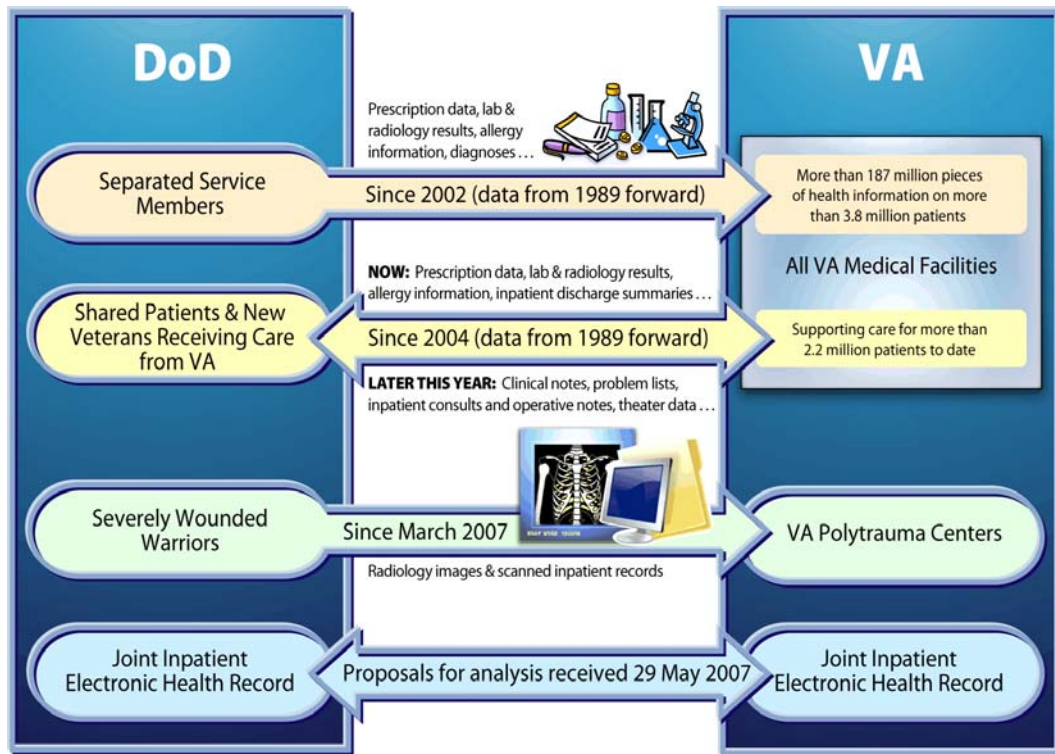 DoD
VA
Prescription data, lab &
radiology results, allergy
information, diagnoses . . .
Separated Service
Members
Since 2002 (data from 1989 forward)
More than 187 million pieces
of health information on more
than 3.8 million patients
All VA Medical Facilities
NOW: Prescription data, lab & radiology results,
allergy information, inpatient discharge summaries . . .
Shared Patients & New
Veterans Receiving Care
from VA
Since 2004 (data from 1989 forward)
Supporting care for more than
2.2 million patients to date
LATER THIS YEAR: Clinical notes, problem lists,
inpatient consults and operative notes, theater data . . .
Severely Wounded
Warriors
Since March 2007
VA Polytrauma Centers
Radiology images & scanned inpatient records
Joint Inpatient
Electronic Health Record
Proposals for analysis received 29 May 2007
Joint Inpatient
Electronic Health Record